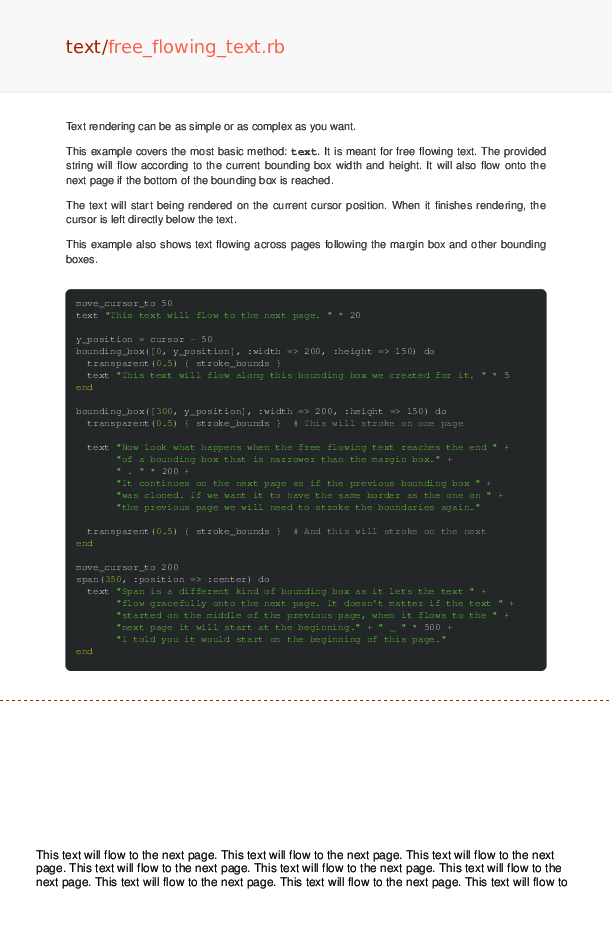 text/free_flowing_text.rb
Text rendering can be as simple or as complex as you want.
This example covers the most basic method: text. It is meant for free flowing text. The provided
string will flow according to the current bounding box width and height. It will also flow onto the
next page if the bottom of the bounding box is reached.
The text will start being rendered on the current cursor position. When it finishes rendering, the
cursor is left directly below the text.
This example also shows text flowing across pages following the margin box and other bounding
boxes.
move_cursor_to 50
text "This text will flow to the next page. " * 20
y_position = cursor - 50
bounding_box([0, y_position], :width => 200, :height => 150) do
  transparent(0.5) { stroke_bounds }
  text "This text will flow along this bounding box we created for it. " * 5
end
bounding_box([300, y_position], :width => 200, :height => 150) do
  transparent(0.5) { stroke_bounds }  # This will stroke on one page
  text "Now look what happens when the free flowing text reaches the end " +
       "of a bounding box that is narrower than the margin box." +
       " . " * 200 +
       "It continues on the next page as if the previous bounding box " +
       "was cloned. If we want it to have the same border as the one on " +
       "the previous page we will need to stroke the boundaries again."
  transparent(0.5) { stroke_bounds }  # And this will stroke on the next
end
move_cursor_to 200
span(350, :position => :center) do
  text "Span is a different kind of bounding box as it lets the text " +
       "flow gracefully onto the next page. It doesn't matter if the text " +
       "started on the middle of the previous page, when it flows to the " +
       "next page it will start at the beginning." + " _ " * 500 +
       "I told you it would start on the beginning of this page."
end
This text will flow to the next page. This text will flow to the next page. This text will flow to the next
page. This text will flow to the next page. This text will flow to the next page. This text will flow to the
next page. This text will flow to the next page. This text will flow to the next page. This text will flow to